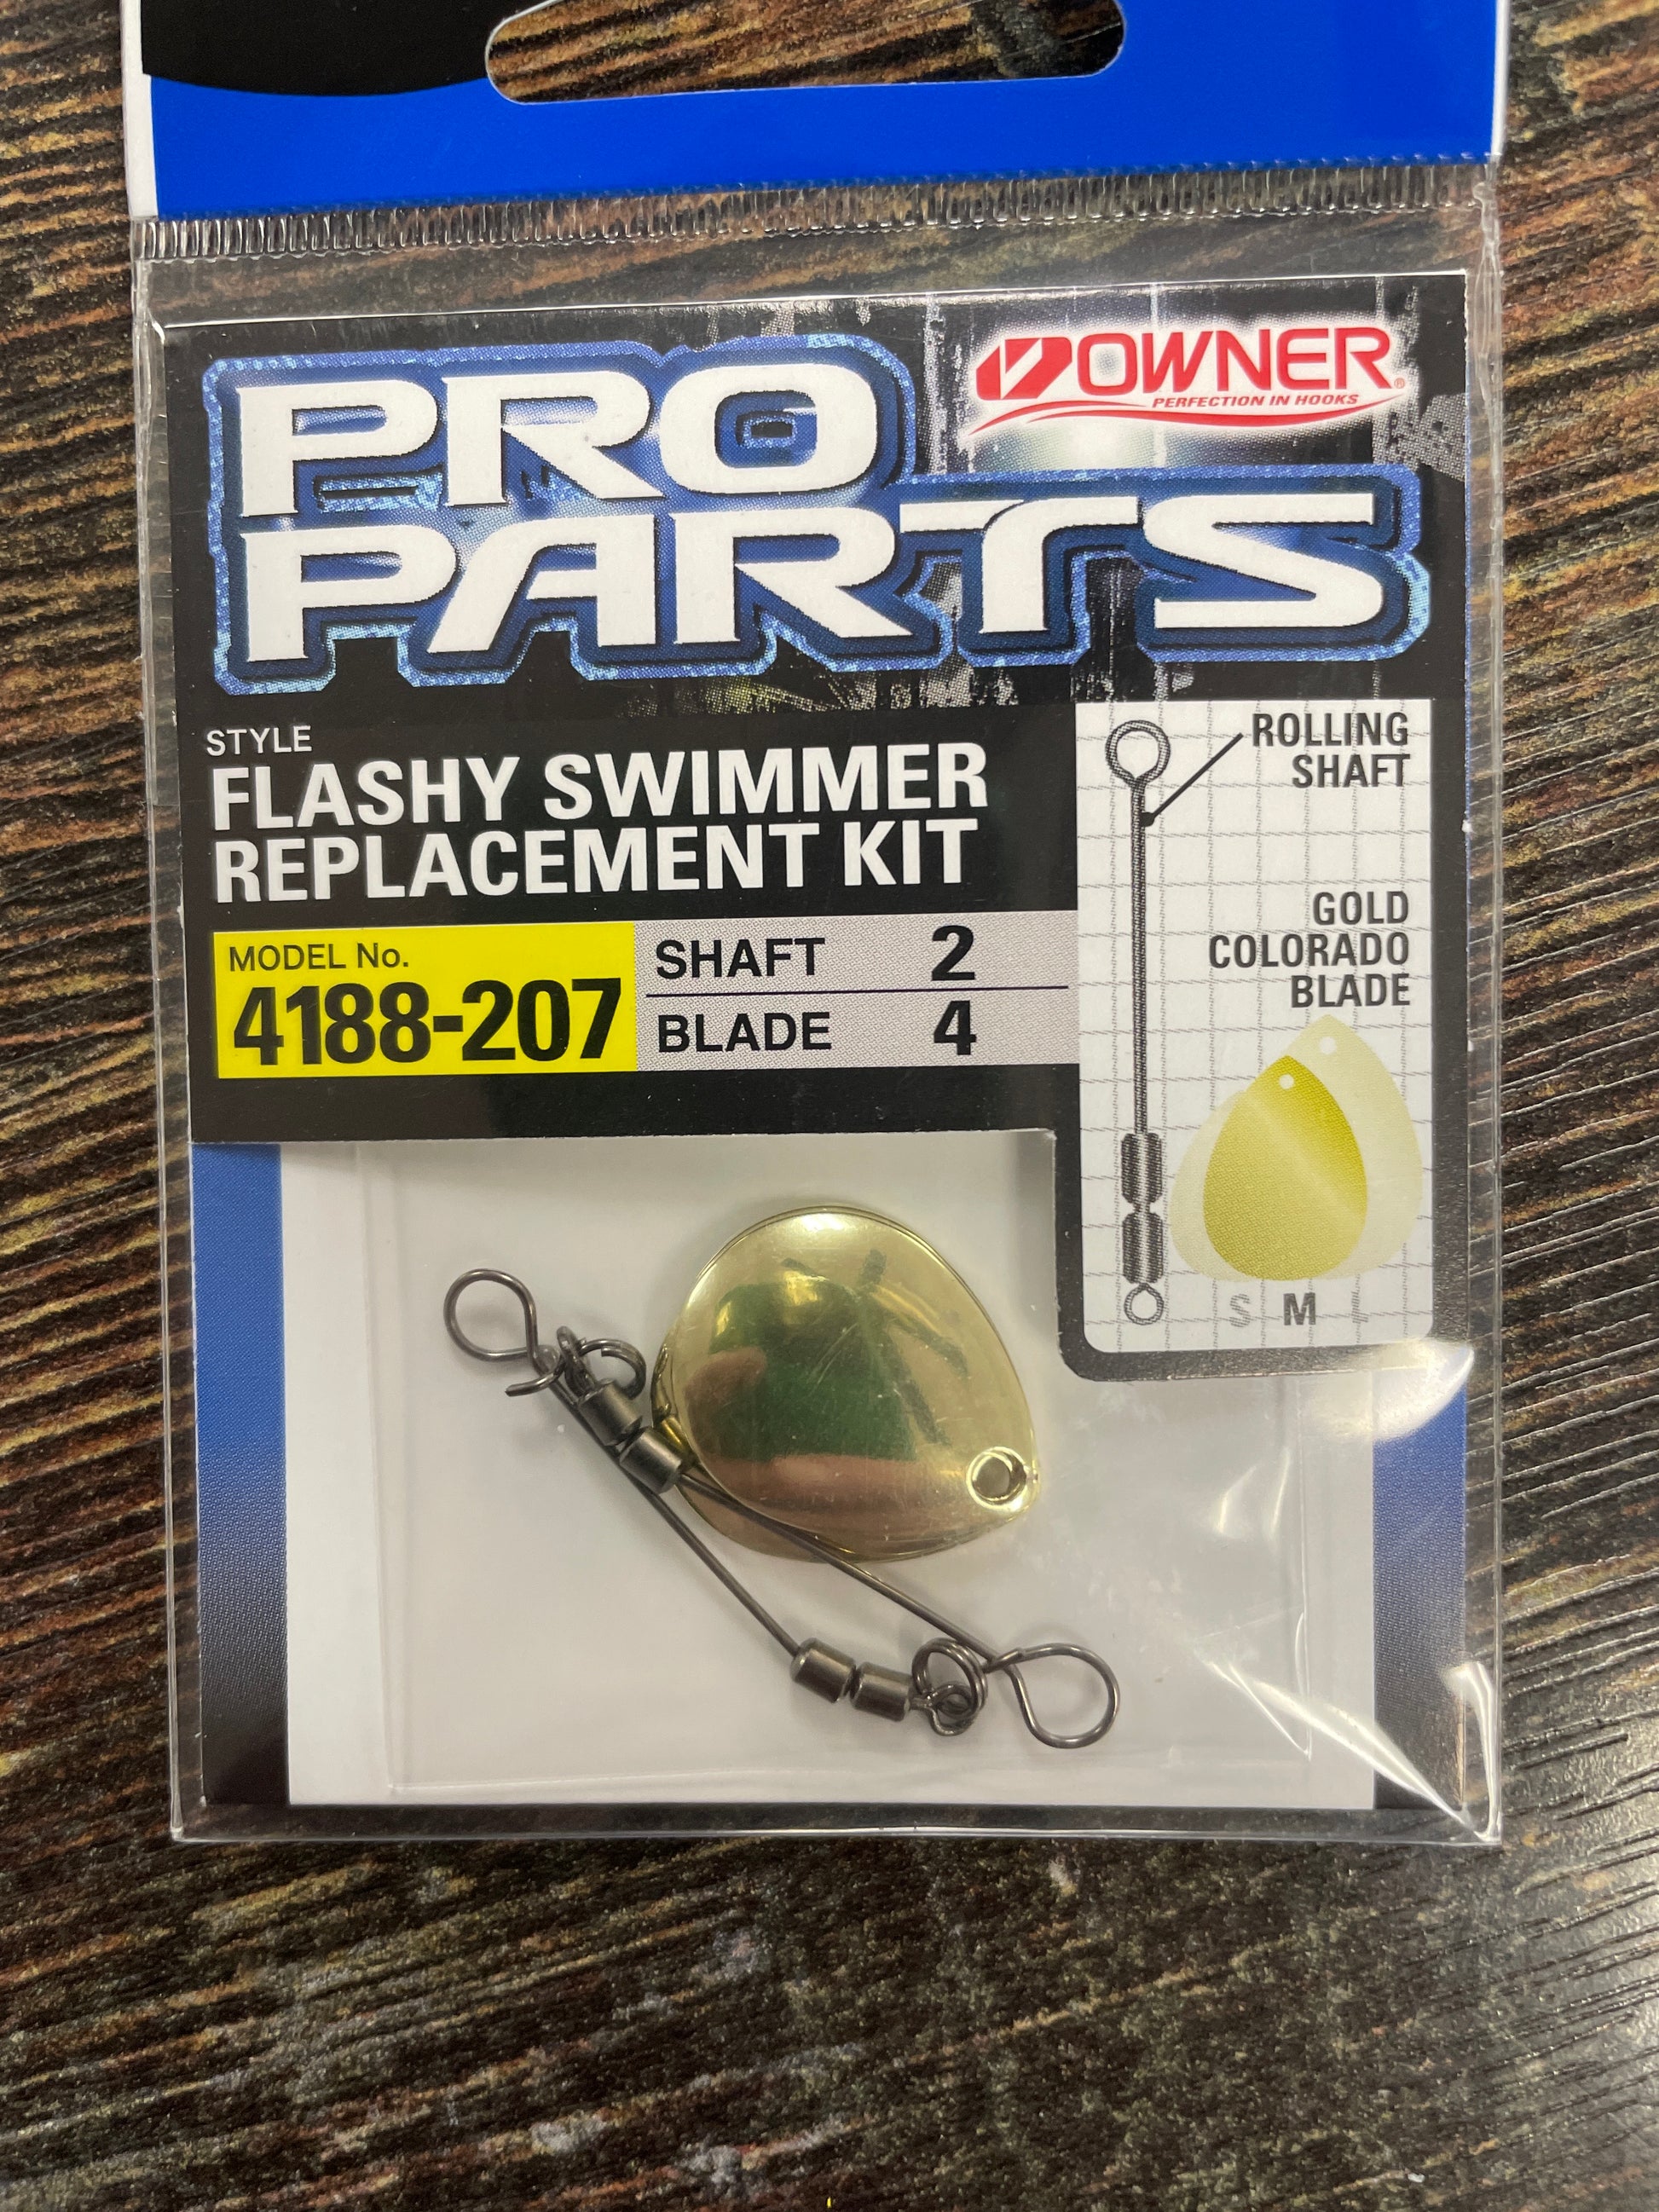 PRO
PARTS
OWNER®
PERFECTION IN HOOKS
STYLE
FLASHY SWIMMER
REPLACEMENT KIT
MODEL No.
4188-207
SHAFT 2
BLADE 4
ROLLING
SHAFT
GOLD
COLORADO
BLADE
S M L